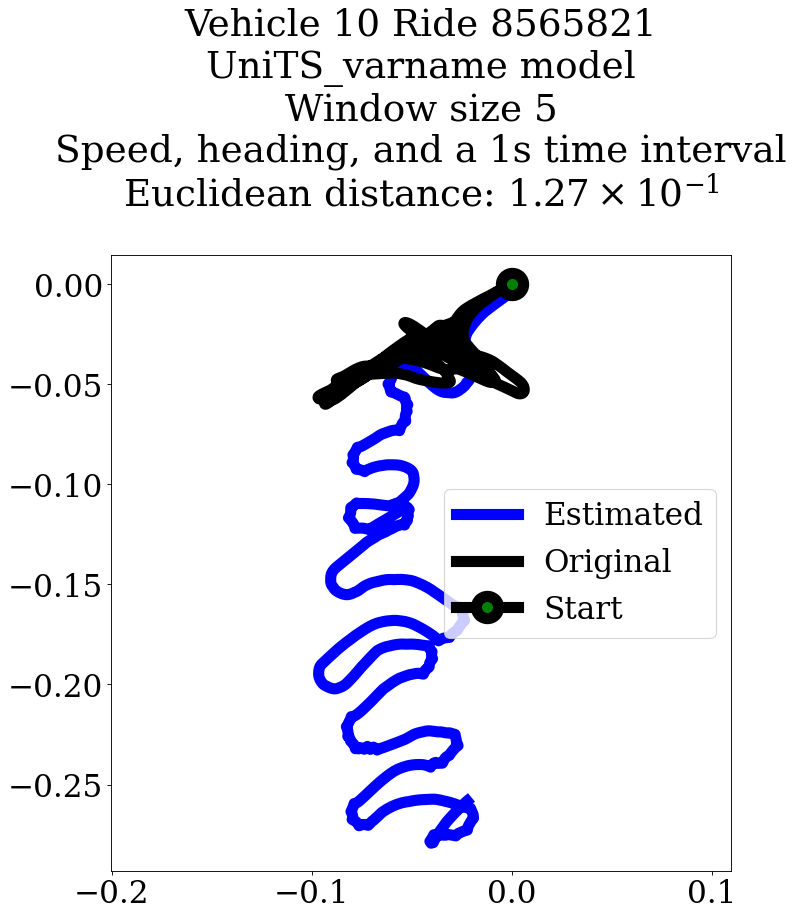 Vehicle 10 Ride 8565821
UniTS_varname model
Window size 5
Speed, heading, and a 1s time interval
Euclidean distance: 1.27 × 10⁻¹
0.00
−0.05
−0.10
−0.15
−0.20
−0.25
Estimated
Original
Start
−0.2
−0.1
0.0
0.1